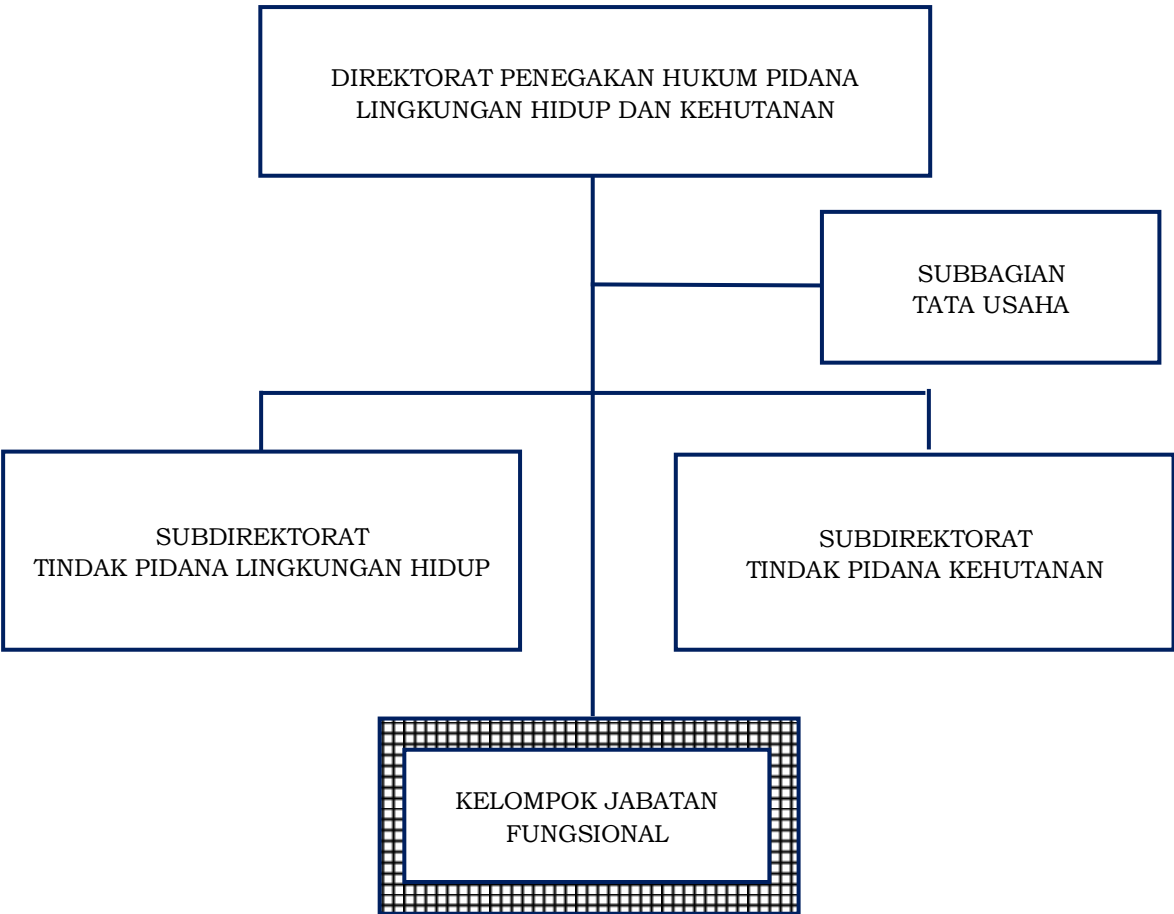 DIREKTORAT PENEGAKAN HUKUM PIDANA
LINGKUNGAN HIDUP DAN KEHUTANAN
SUBBAGIAN
TATA USAHA
SUBDIREKTORAT
TINDAK PIDANA LINGKUNGAN HIDUP
SUBDIREKTORAT
TINDAK PIDANA KEHUTANAN
KELOMPOK JABATAN
FUNGSIONAL